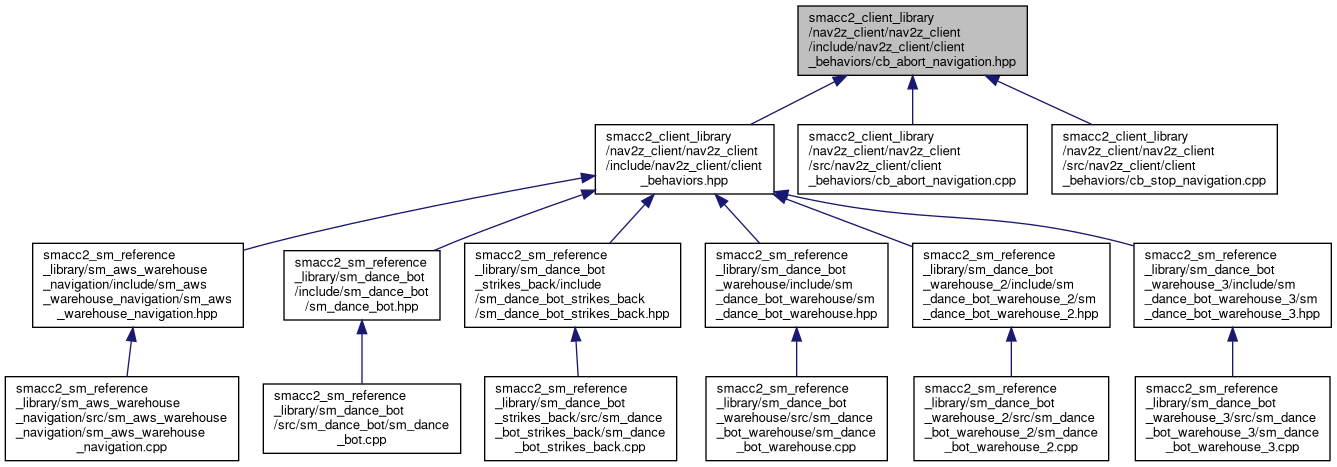 smacc2_client_library
/nav2z_client/nav2z_client
/include/nav2z_client/client
_behaviors/cb_abort_navigation.hpp
smacc2_client_library
/nav2z_client/nav2z_client
/include/nav2z_client/client
_behaviors.hpp
smacc2_client_library
/nav2z_client/nav2z_client
/src/nav2z_client/client
_behaviors/cb_abort_navigation.cpp
smacc2_client_library
/nav2z_client/nav2z_client
/src/nav2z_client/client
_behaviors/cb_stop_navigation.cpp
smacc2_sm_reference
_library/sm_aws_warehouse
_navigation/include/sm_aws
_warehouse_navigation/sm_aws
_warehouse_navigation.hpp
smacc2_sm_reference
_library/sm_dance_bot
/include/sm_dance_bot
/sm_dance_bot.hpp
smacc2_sm_reference
_library/sm_dance_bot
_strikes_back/include
/sm_dance_bot_strikes_back
/sm_dance_bot_strikes_back.hpp
smacc2_sm_reference
_library/sm_dance_bot
_warehouse/include/sm
_dance_bot_warehouse/sm
_dance_bot_warehouse.hpp
smacc2_sm_reference
_library/sm_dance_bot
_warehouse_2/include/sm
_dance_bot_warehouse_2/sm
_dance_bot_warehouse_2.hpp
smacc2_sm_reference
_library/sm_dance_bot
_warehouse_3/include/sm
_dance_bot_warehouse_3/sm
_dance_bot_warehouse_3.hpp
smacc2_sm_reference
_library/sm_aws_warehouse
_navigation/src/sm_aws_warehouse
_navigation/sm_aws_warehouse
_navigation.cpp
smacc2_sm_reference
_library/sm_dance_bot
/src/sm_dance_bot/sm_dance
_bot.cpp
smacc2_sm_reference
_library/sm_dance_bot
_strikes_back/src/sm_dance
_bot_strikes_back/sm_dance
_bot_strikes_back.cpp
smacc2_sm_reference
_library/sm_dance_bot
_warehouse/src/sm_dance
_bot_warehouse/sm_dance
_bot_warehouse.cpp
smacc2_sm_reference
_library/sm_dance_bot
_warehouse_2/src/sm_dance
_bot_warehouse_2/sm_dance
_bot_warehouse_2.cpp
smacc2_sm_reference
_library/sm_dance_bot
_warehouse_3/src/sm_dance
_bot_warehouse_3/sm_dance
_bot_warehouse_3.cpp